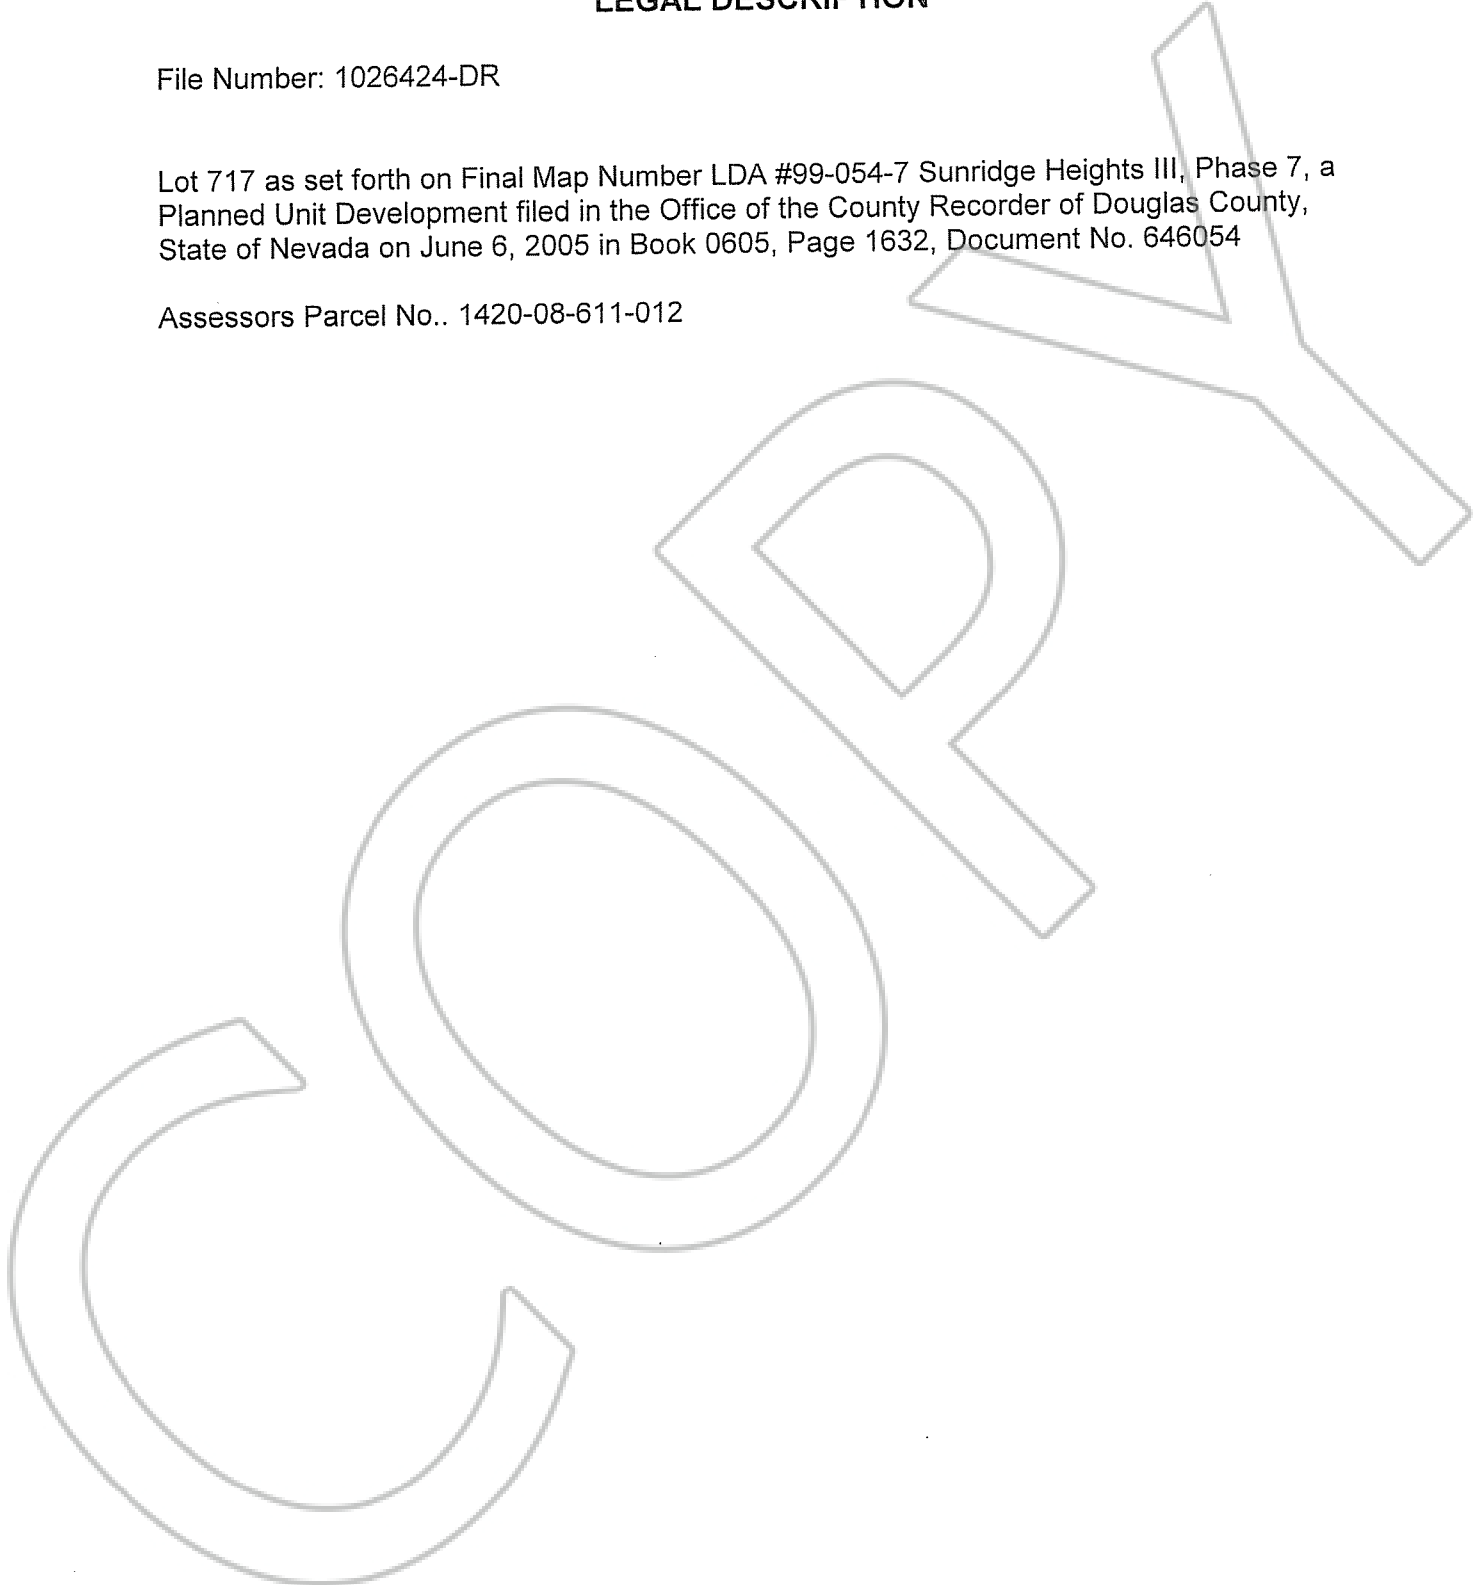 LEGAL DESCRIPTION
File Number: 1026424-DR
Lot 717 as set forth on Final Map Number LDA #99-054-7 Sunridge Heights III, Phase 7, a
Planned Unit Development filed in the Office of the County Recorder of Douglas County,
State of Nevada on June 6, 2005 in Book 0605, Page 1632, Document No. 646054
Assessors Parcel No.. 1420-08-611-012
COPY